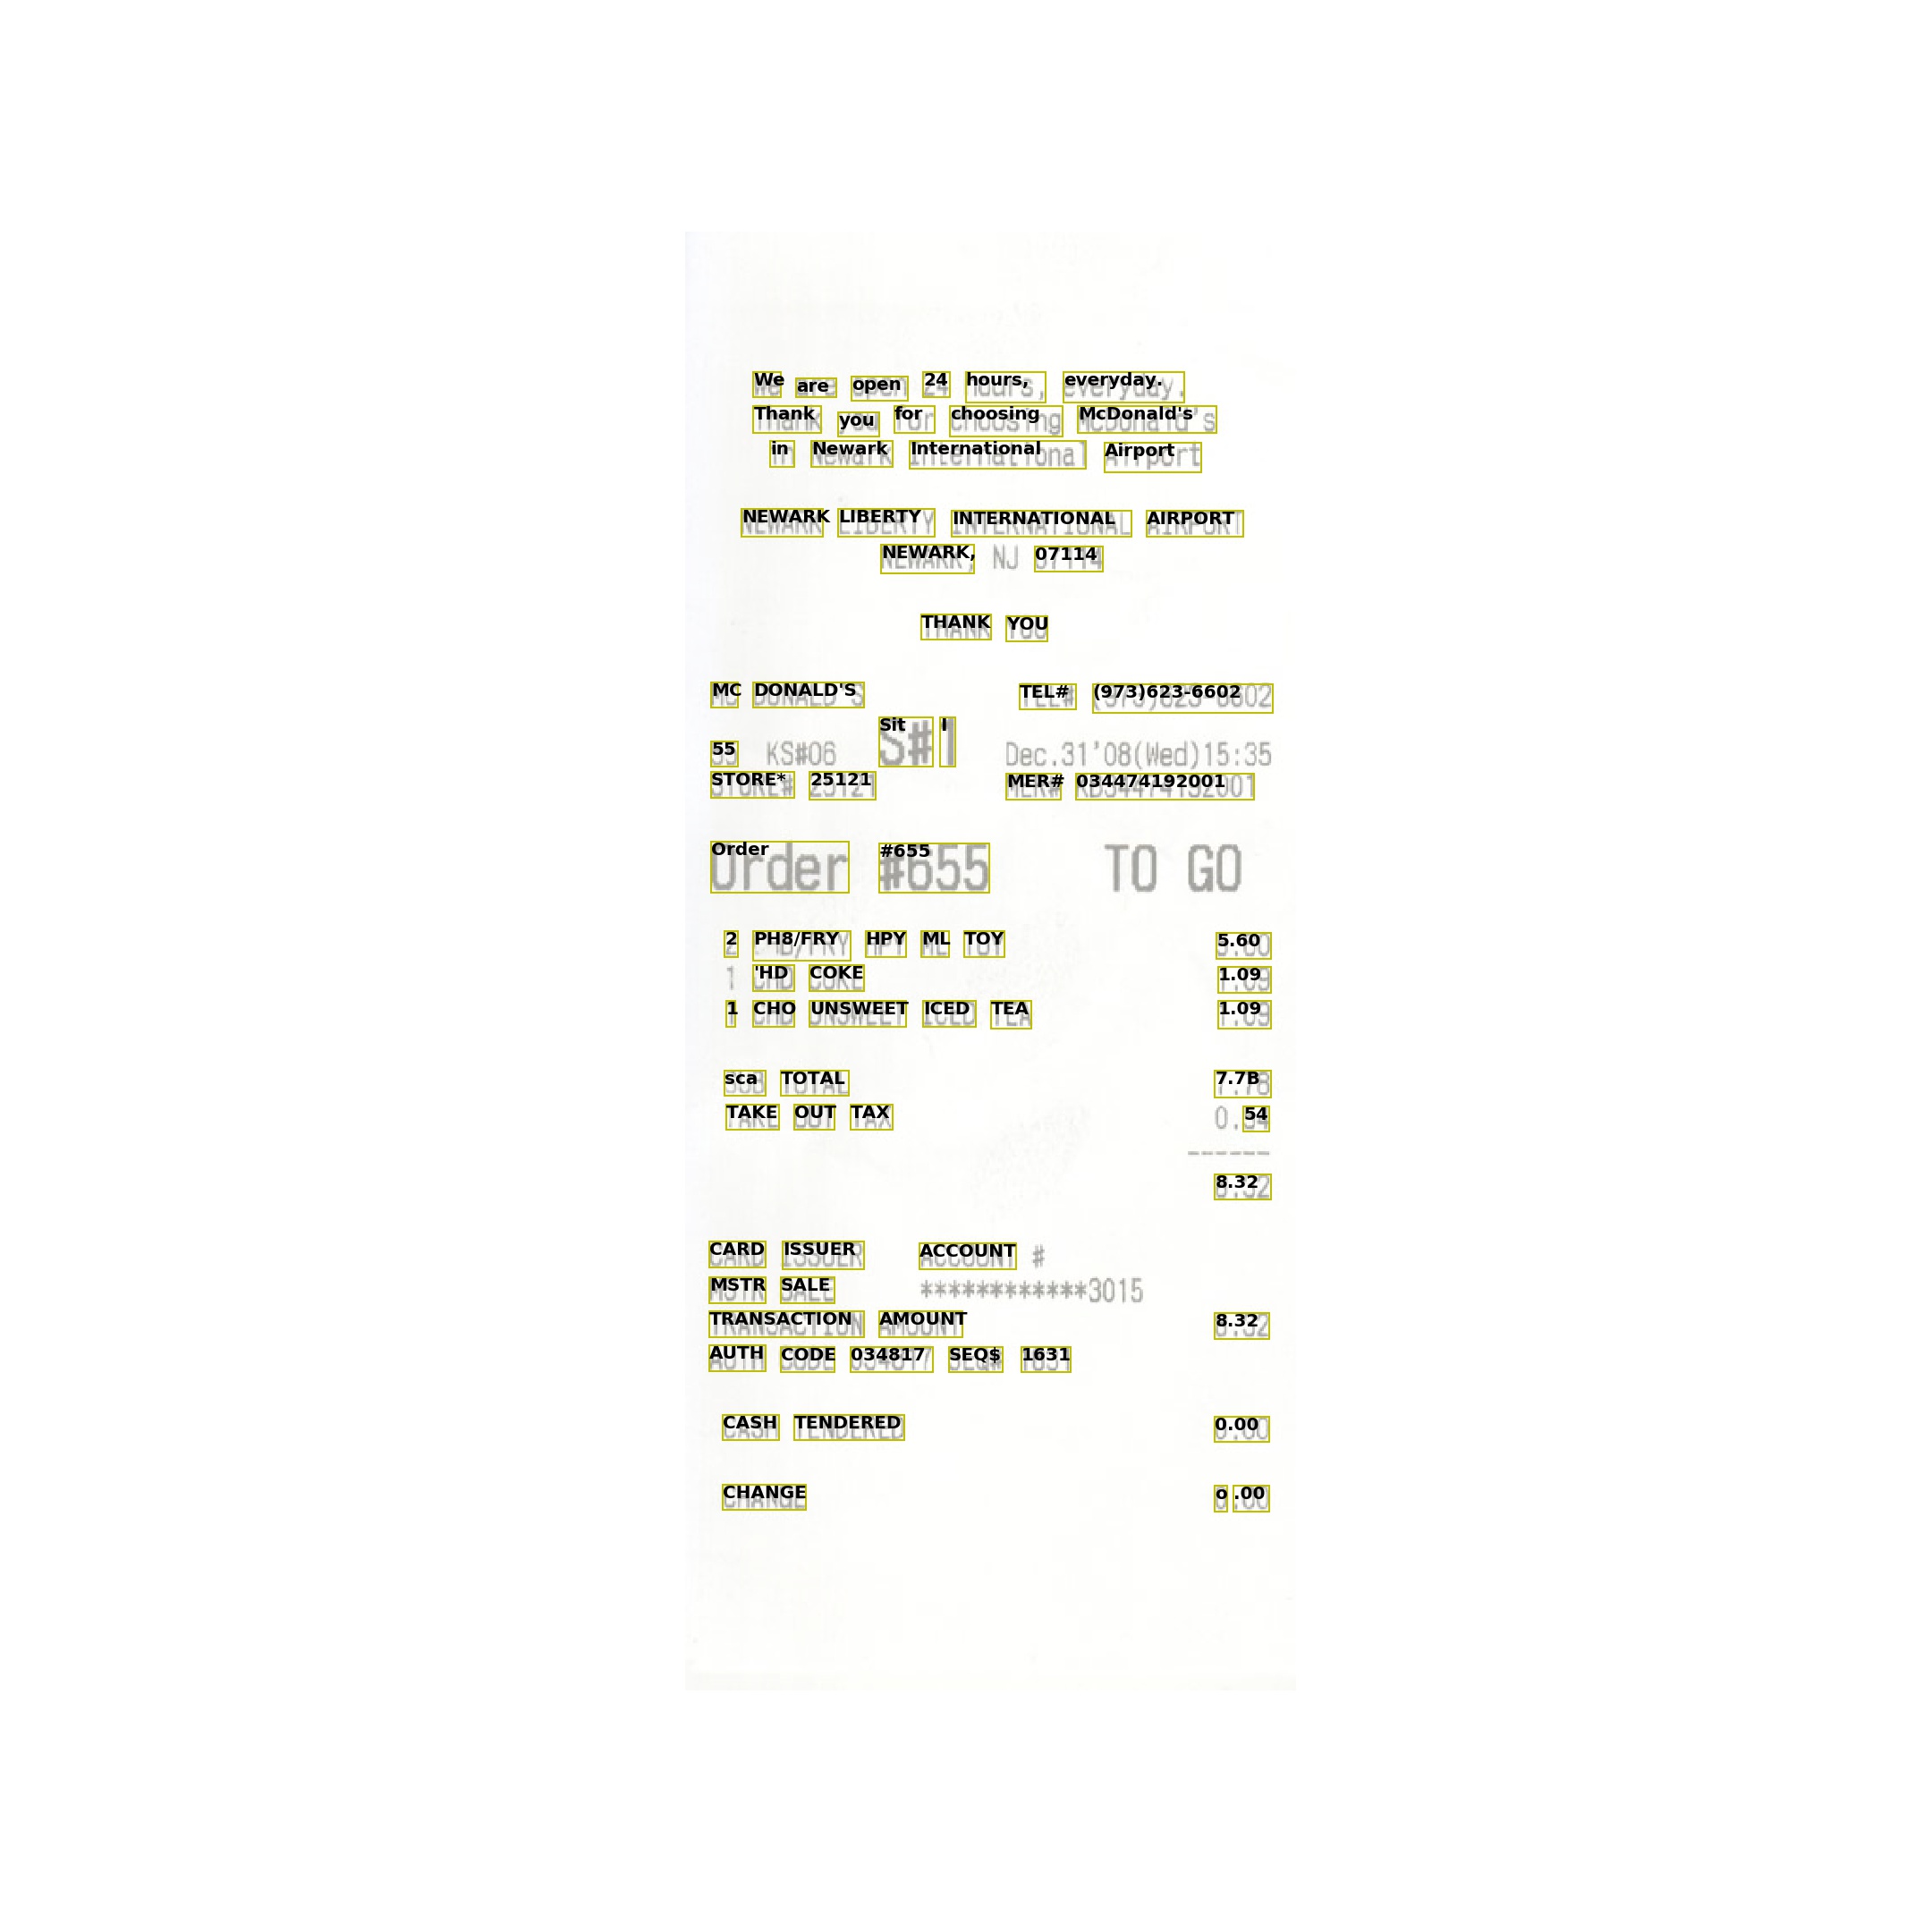 We are open 24 hours, everyday.
Thank you for choosing McDonald's
in Newark International Airport
NEWARK LIBERTY INTERNATIONAL AIRPORT
NEWARK, NJ 07114
THANK YOU
MC DONALD'S TEL# (973)623-6602
55 KS#06 S#1 Dec.31'08(Wed)15:35
STORE# 25121 MER#
Order #655 TO GO
2 HPY ML TOY 5.60
1 CHD COKE 1.09
1 CHD UNSWEET ICED TEA 1.09
SUB TOTAL 7.78
TAKE OUT TAX 0.54
------
8.32
CARD ISSUER ACCOUNT #
MSTR SALE ************3015
TRANSACTION AMOUNT 8.32
AUTH CODE 034817 SEQ# 1631
CASH TENDERED 0.00
CHANGE 0.00